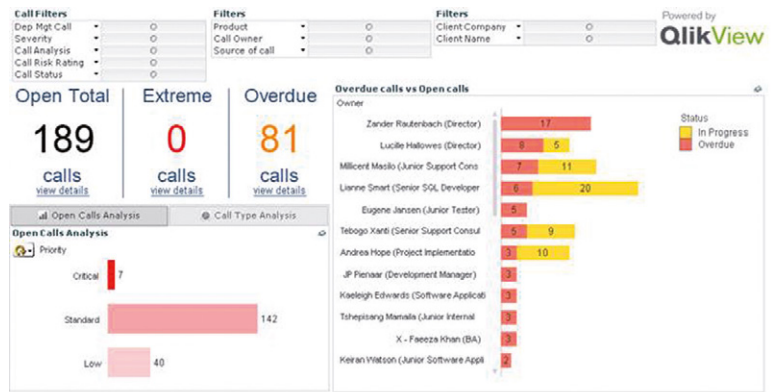 Call Filters
Dep Mgt Call
Severity
Call Analysis
Call Risk Rating
Call Status
Filters
Product
Call Owner
Source of call
Filters
Client Company
Client Name
Powered by
QlikView
Open Total
189
calls
view details
Extreme
0
calls
view details
Overdue
81
calls
view details
Open Calls Analysis
Call Type Analysis
Open Calls Analysis
Priority
Critical 7
Standard 142
Low 40
Overdue calls vs Open calls
Owner
Status
In Progress
Overdue
Zander Rautenbach (Director) 17
Lucille Hallowes (Director) 8 5
Millicent Masilo (Junior Support Cons 7 11
Lianne Smart (Senior SQL Developer 6 20
Eugene Jansen (Junior Tester) 5
Tebogo Xanti (Senior Support Consul 5 9
Andrea Hope (Project Implementatio 3 10
JP Pienaar (Development Manager) 3
Kaeleigh Edwards (Software Applicati 3
Tshepisang Mamaila (Junior Internal 3
X - Faeeza Khan (BA) 3
Keiran Watson (Junior Software Appli 2